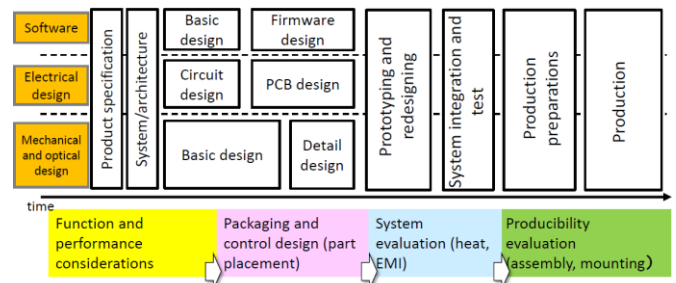 Software
Electrical
design
Mechanical
and optical
design
Product specification
System/architecture
Basic
design
Firmware
design
Circuit
design
PCB design
Basic design
Detail
design
Prototyping and
redesigning
System integration and
test
Production
preparations
Production
time
Function and
performance
considerations
Packaging and
control design (part
placement)
System
evaluation (heat,
EMI)
Producibility
evaluation
(assembly, mounting)